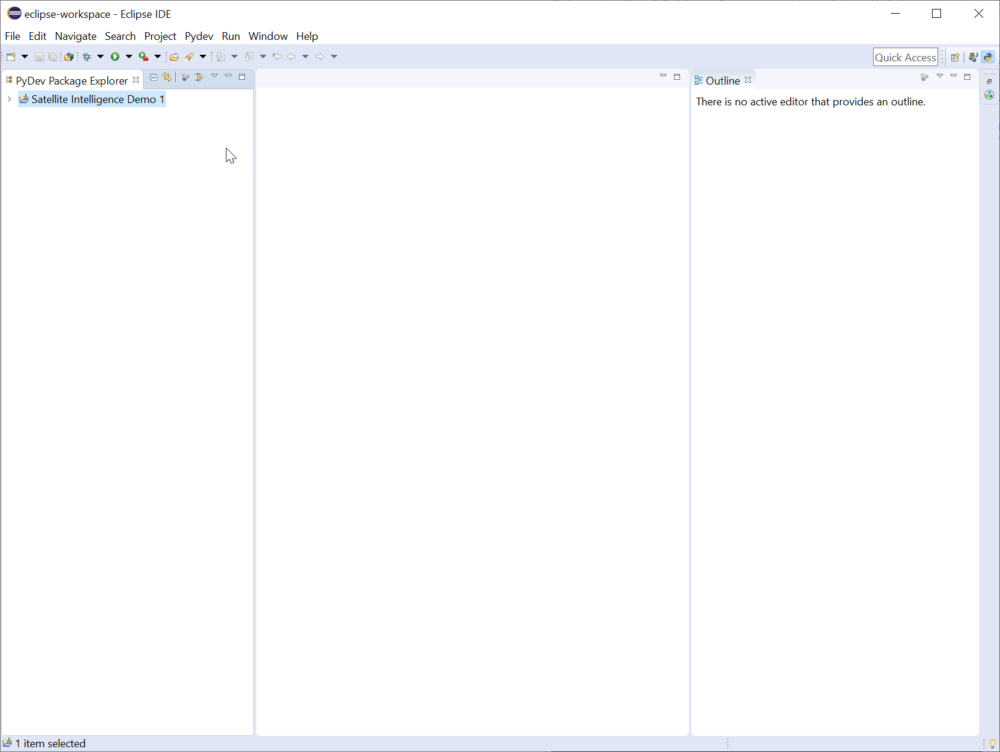 eclipse-workspace - Eclipse IDE
File Edit Navigate Search Project Pydev Run Window Help
Quick Access
PyDev Package Explorer
Outline
Satellite Intelligence Demo 1
There is no active editor that provides an outline.
1 item selected